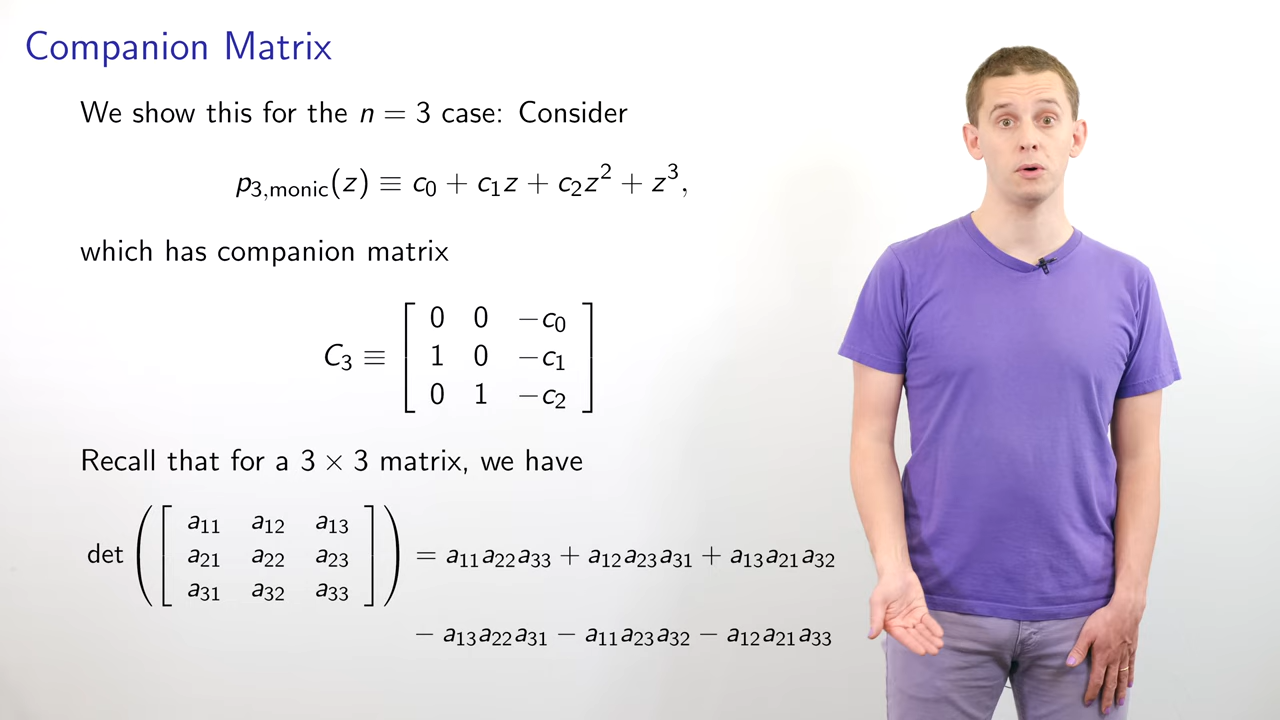 Companion Matrix
We show this for the n = 3 case: Consider
p₃,monic(z) ≡ c₀ + c₁z + c₂z² + z³,
which has companion matrix
C₃ ≡ [ 0 0 −c₀
1 0 −c₁
0 1 −c₂ ]
Recall that for a 3 × 3 matrix, we have
det ( [ a₁₁ a₁₂ a₁₃
a₂₁ a₂₂ a₂₃
a₃₁ a₃₂ a₃₃ ] ) = a₁₁a₂₂a₃₃ + a₁₂a₂₃a₃₁ + a₁₃a₂₁a₃₂
− a₁₃a₂₂a₃₁ − a₁₁a₂₃a₃₂ − a₁₂a₂₁a₃₃